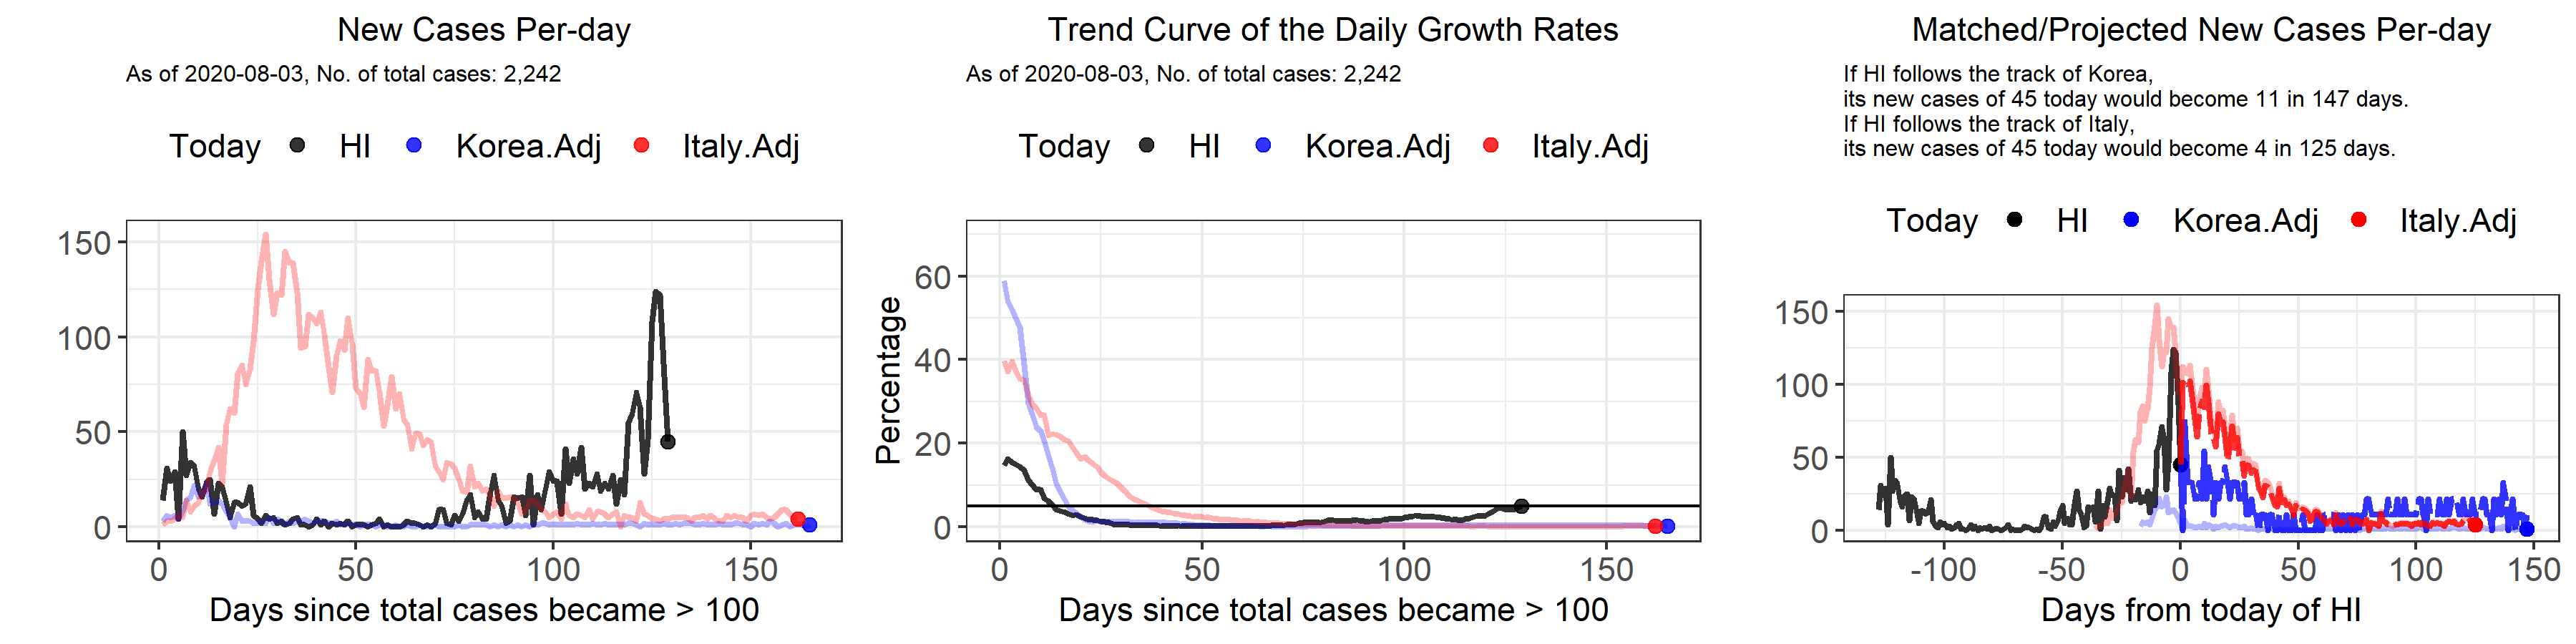 New Cases Per-day
As of 2020-08-03, No. of total cases: 2,242
Today HI Korea.Adj Italy.Adj
150
100
50
0
0 50 100 150
Days since total cases became > 100
Trend Curve of the Daily Growth Rates
As of 2020-08-03, No. of total cases: 2,242
Today HI Korea.Adj Italy.Adj
Percentage
60
40
20
0
0 50 100 150
Days since total cases became > 100
Matched/Projected New Cases Per-day
If HI follows the track of Korea,
its new cases of 45 today would become 11 in 147 days.
If HI follows the track of Italy,
its new cases of 45 today would become 4 in 125 days.
Today HI Korea.Adj Italy.Adj
150
100
50
0
-100 -50 0 50 100 150
Days from today of HI